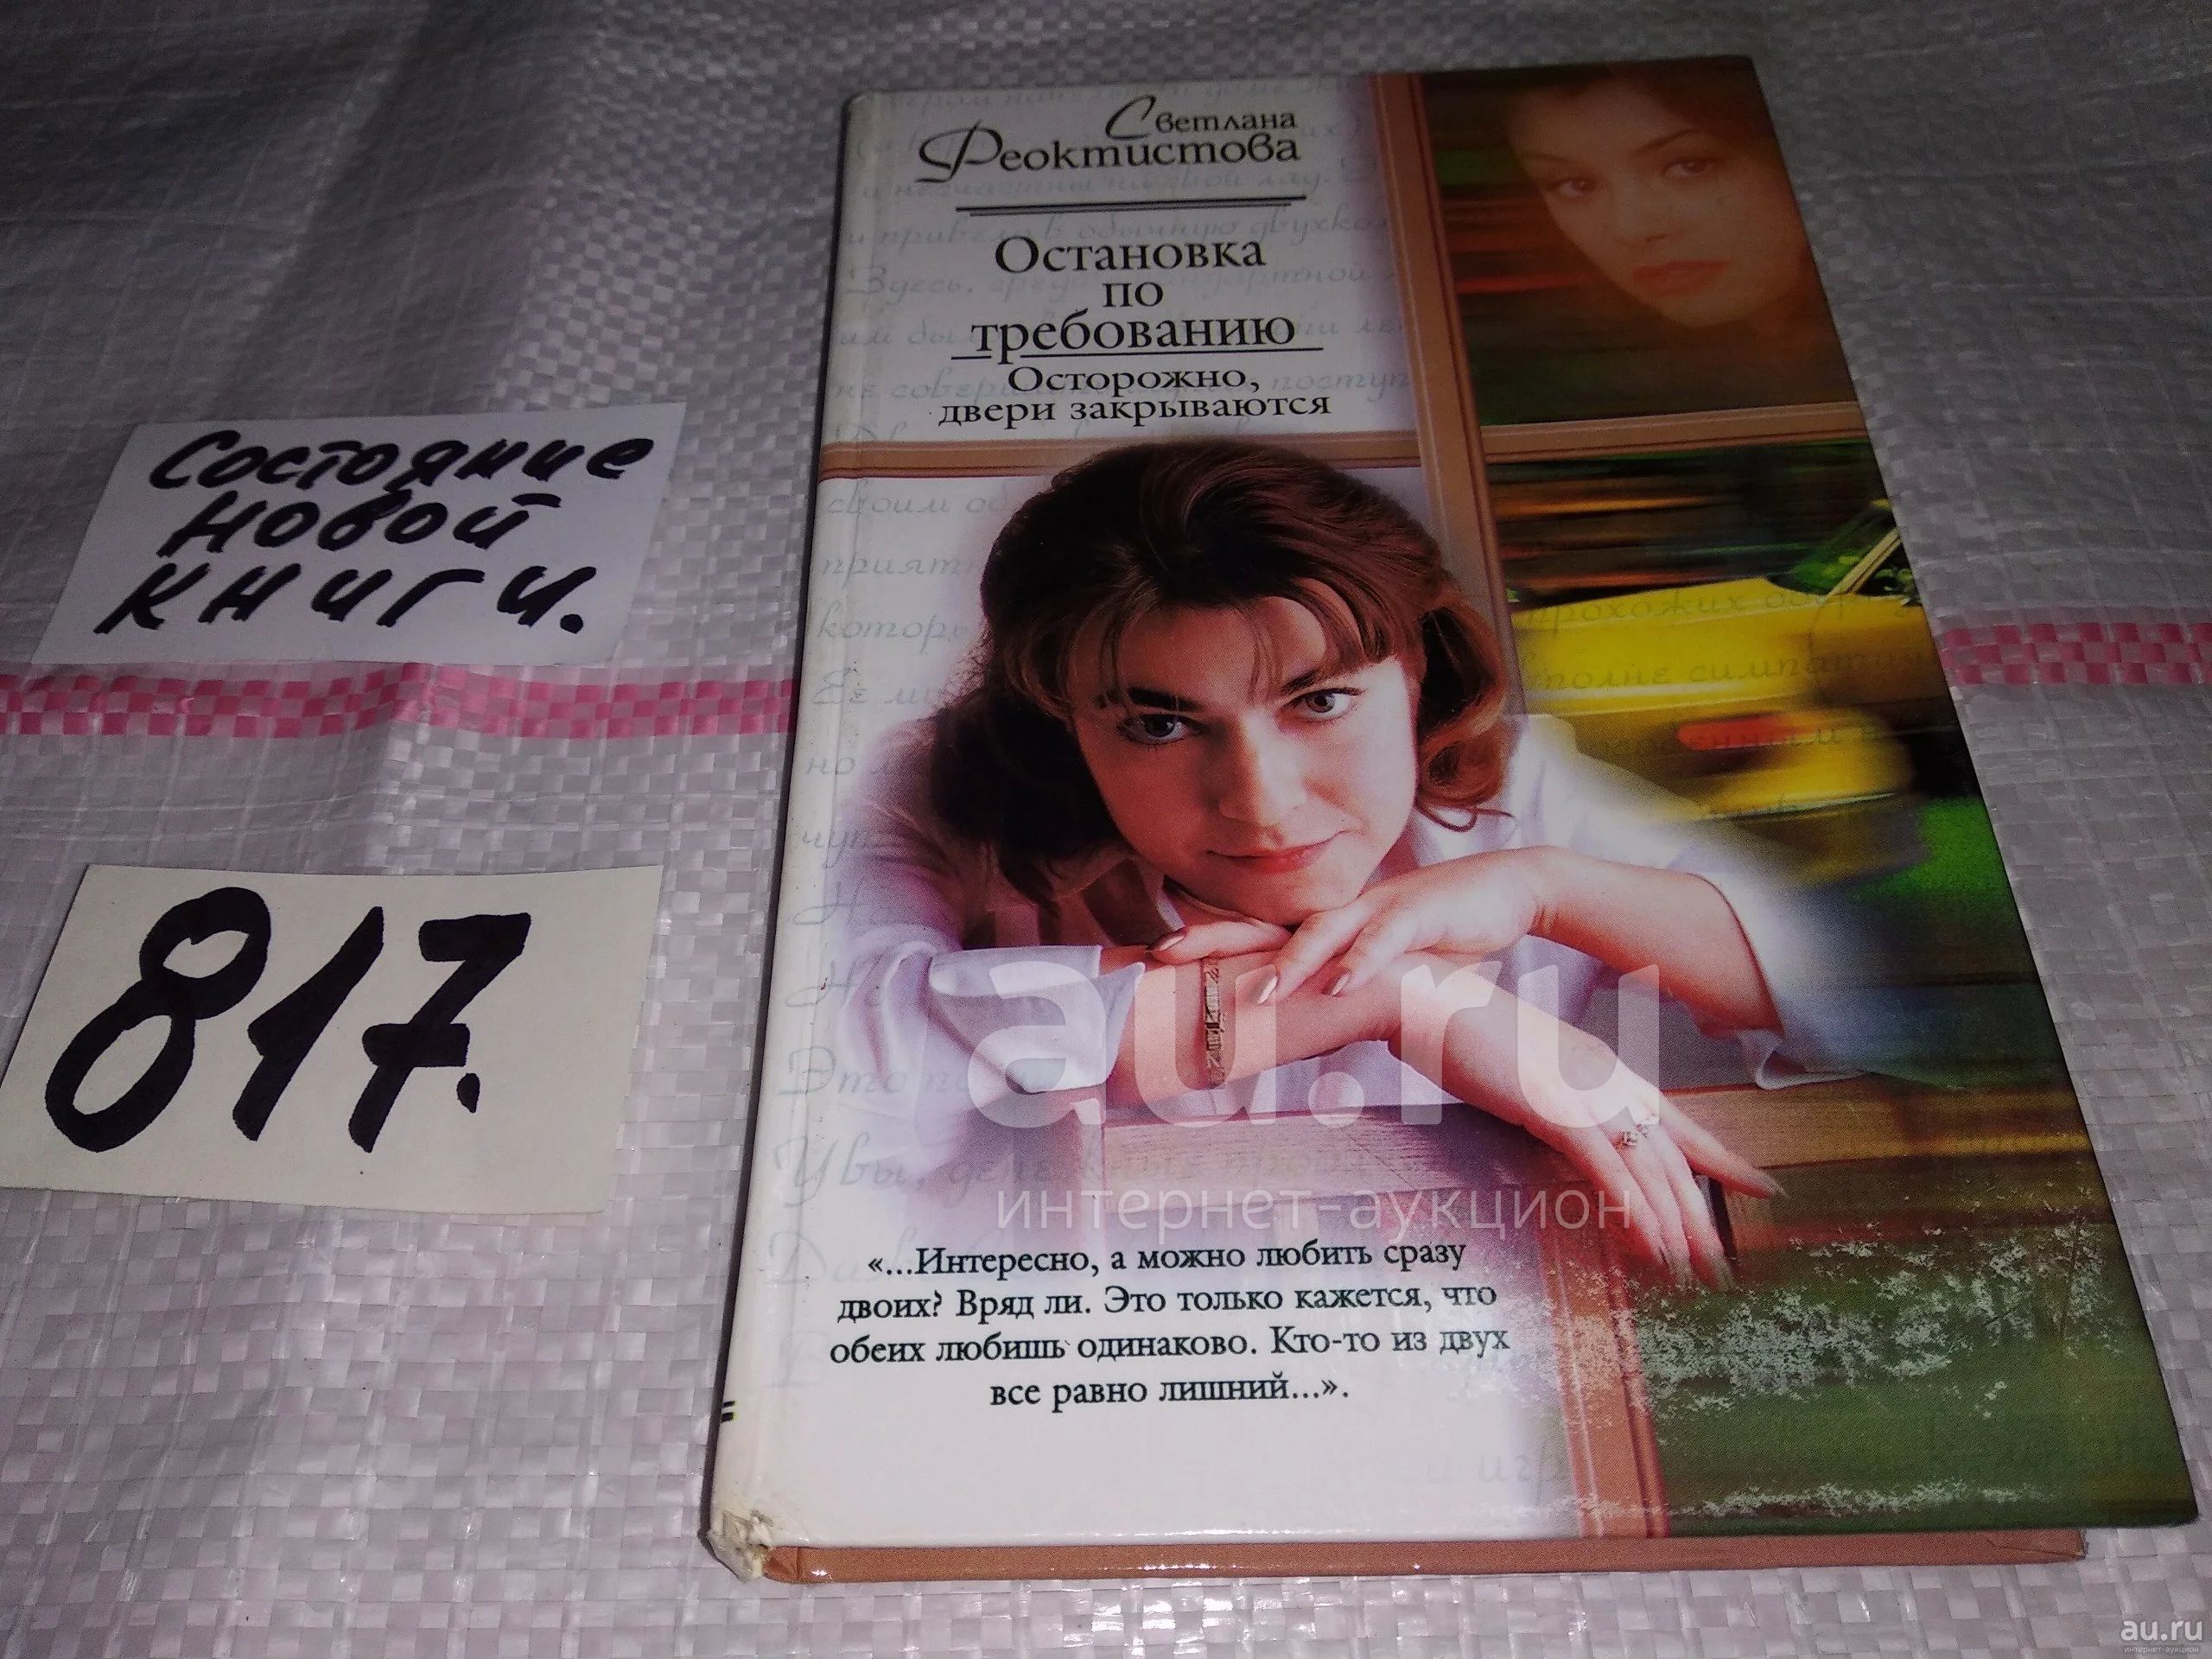 Светлана
Феоктистова
Остановка
по
требованию
Осторожно,
двери закрываются
Состояние
новой
книги.
817.
au.ru
интернет-аукцион
«...Интересно, а можно любить сразу
двоих? Вряд ли. Это только кажется, что
обеих любишь одинаково. Кто-то из двух
все равно лишний...».
au.ru
интернет-аукцион